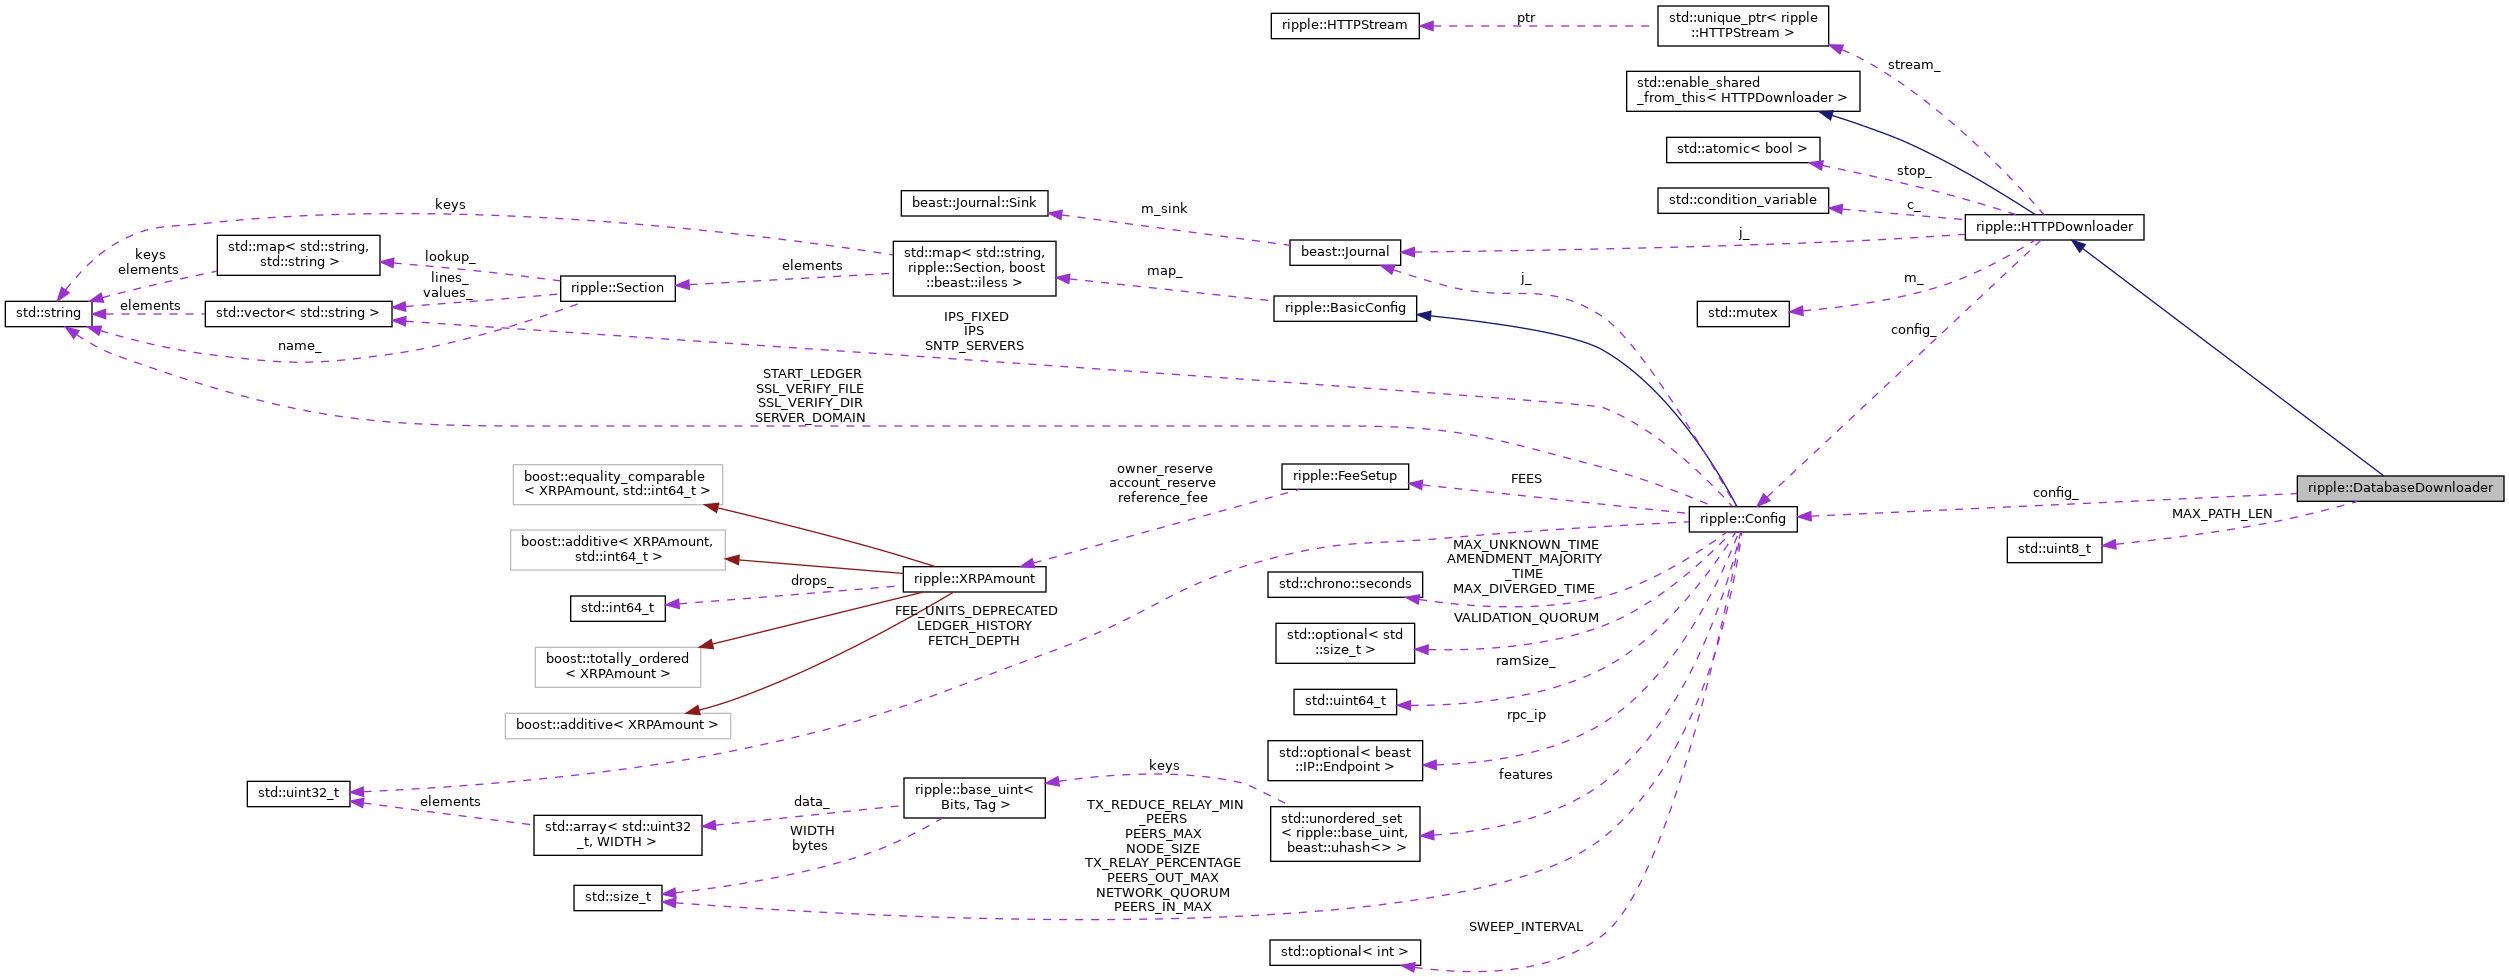 ripple::HTTPStream
ptr
std::unique_ptr< ripple
::HTTPStream >
stream_
std::enable_shared
_from_this< HTTPDownloader >
std::atomic< bool >
stop_
std::condition_variable
c_
ripple::HTTPDownloader
beast::Journal::Sink
m_sink
beast::Journal
j_
keys
std::map< std::string,
std::string >
keys
elements
lookup_
lines_
values_
ripple::Section
elements
std::map< std::string,
ripple::Section, boost
::beast::iless >
map_
ripple::BasicConfig
j_
std::mutex
m_
config_
std::string
elements
std::vector< std::string >
name_
IPS_FIXED
IPS
SNTP_SERVERS
START_LEDGER
SSL_VERIFY_FILE
SSL_VERIFY_DIR
SERVER_DOMAIN
boost::equality_comparable
< XRPAmount, std::int64_t >
owner_reserve
account_reserve
reference_fee
ripple::FeeSetup
FEES
ripple::Config
config_
ripple::DatabaseDownloader
MAX_PATH_LEN
std::uint8_t
boost::additive< XRPAmount,
std::int64_t >
drops_
ripple::XRPAmount
std::int64_t
FEE_UNITS_DEPRECATED
LEDGER_HISTORY
FETCH_DEPTH
std::chrono::seconds
MAX_UNKNOWN_TIME
AMENDMENT_MAJORITY
_TIME
MAX_DIVERGED_TIME
std::optional< std
::size_t >
VALIDATION_QUORUM
boost::totally_ordered
< XRPAmount >
std::uint64_t
ramSize_
boost::additive< XRPAmount >
std::optional< beast
::IP::Endpoint >
rpc_ip
std::uint32_t
elements
std::array< std::uint32
_t, WIDTH >
data_
WIDTH
bytes
ripple::base_uint<
Bits, Tag >
keys
std::unordered_set
< ripple::base_uint,
beast::uhash<> >
features
std::size_t
TX_REDUCE_RELAY_MIN
_PEERS
PEERS_MAX
NODE_SIZE
TX_RELAY_PERCENTAGE
PEERS_OUT_MAX
NETWORK_QUORUM
PEERS_IN_MAX
std::optional< int >
SWEEP_INTERVAL